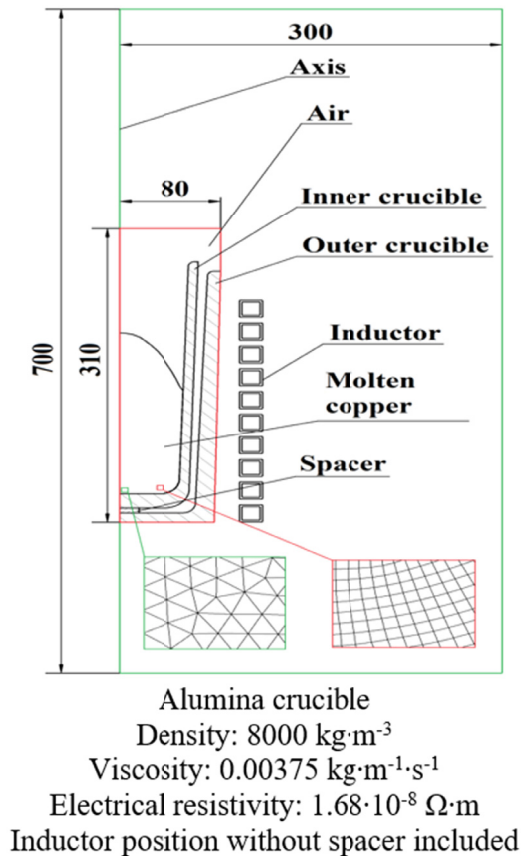 300
Axis
Air
80
Inner crucible
Outer crucible
700
310
Inductor
Molten
copper
Spacer
Alumina crucible
Density: 8000 kg·m⁻³
Viscosity: 0.00375 kg·m⁻¹·s⁻¹
Electrical resistivity: 1.68·10⁻⁸ Ω·m
Inductor position without spacer included